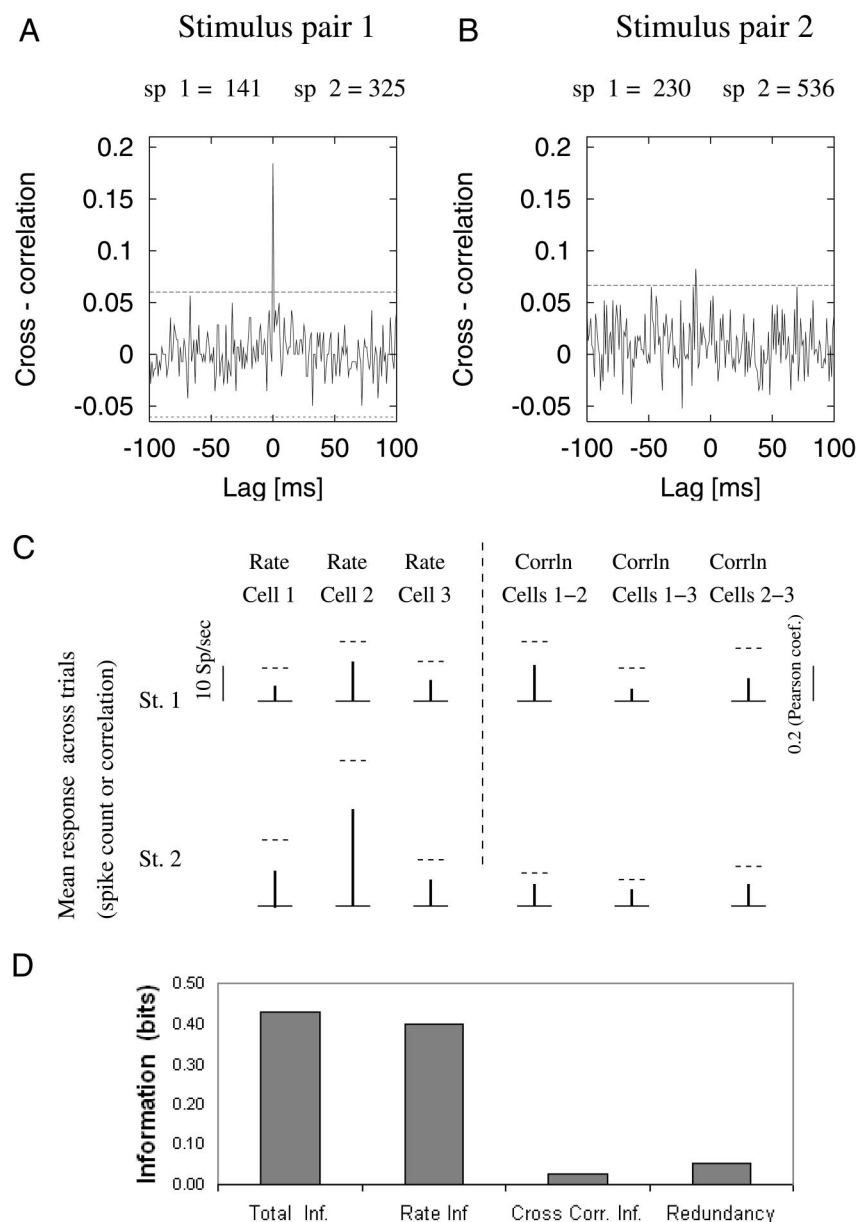 A
Stimulus pair 1
sp 1 = 141 sp 2 = 325
Cross - correlation
0.2
0.15
0.1
0.05
0
-0.05
-100 -50 0 50 100
Lag [ms]
B
Stimulus pair 2
sp 1 = 230 sp 2 = 536
Cross - correlation
0.2
0.15
0.1
0.05
0
-0.05
-100 -50 0 50 100
Lag [ms]
C
Mean response across trials
(spike count or correlation)
Rate Rate Rate Corrln Corrln Corrln
Cell 1 Cell 2 Cell 3 Cells 1–2 Cells 1–3 Cells 2–3
10 Sp/sec
St. 1
0.2 (Pearson coef.)
St. 2
D
Information (bits)
0.50
0.40
0.30
0.20
0.10
0.00
Total Inf. Rate Inf Cross Corr. Inf. Redundancy